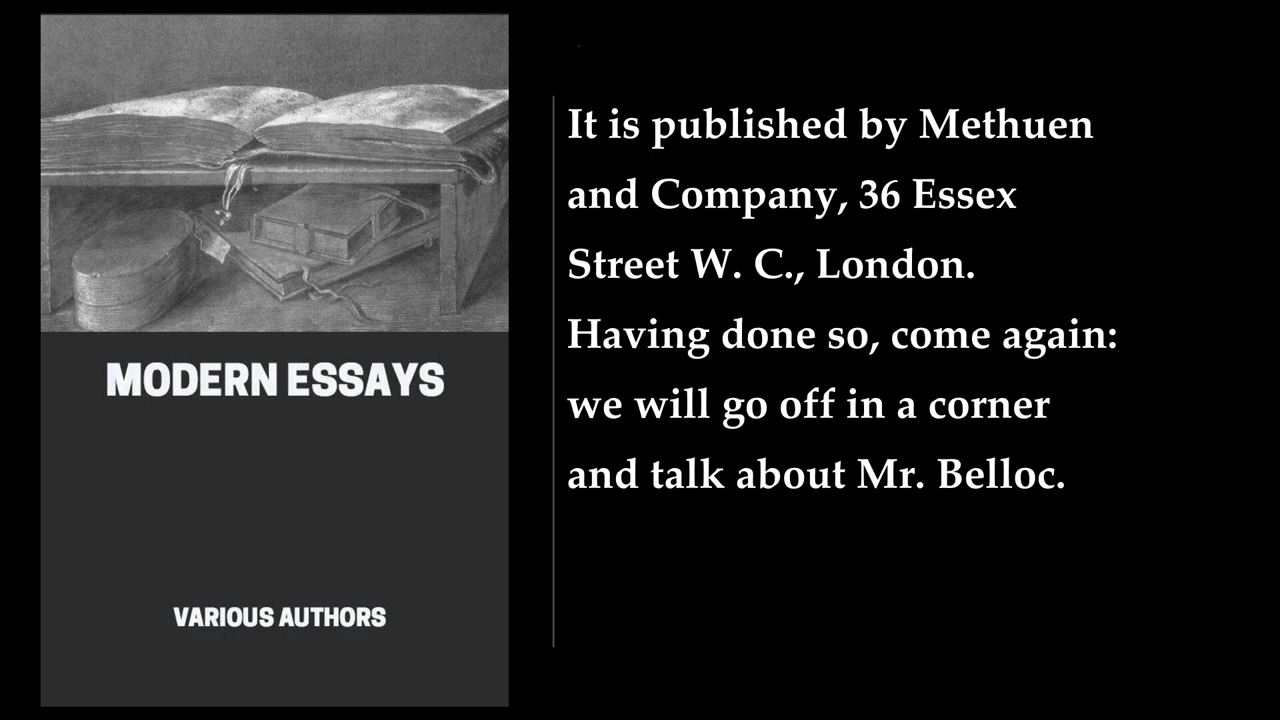 MODERN ESSAYS
VARIOUS AUTHORS
It is published by Methuen
and Company, 36 Essex
Street W. C., London.
Having done so, come again:
we will go off in a corner
and talk about Mr. Belloc.